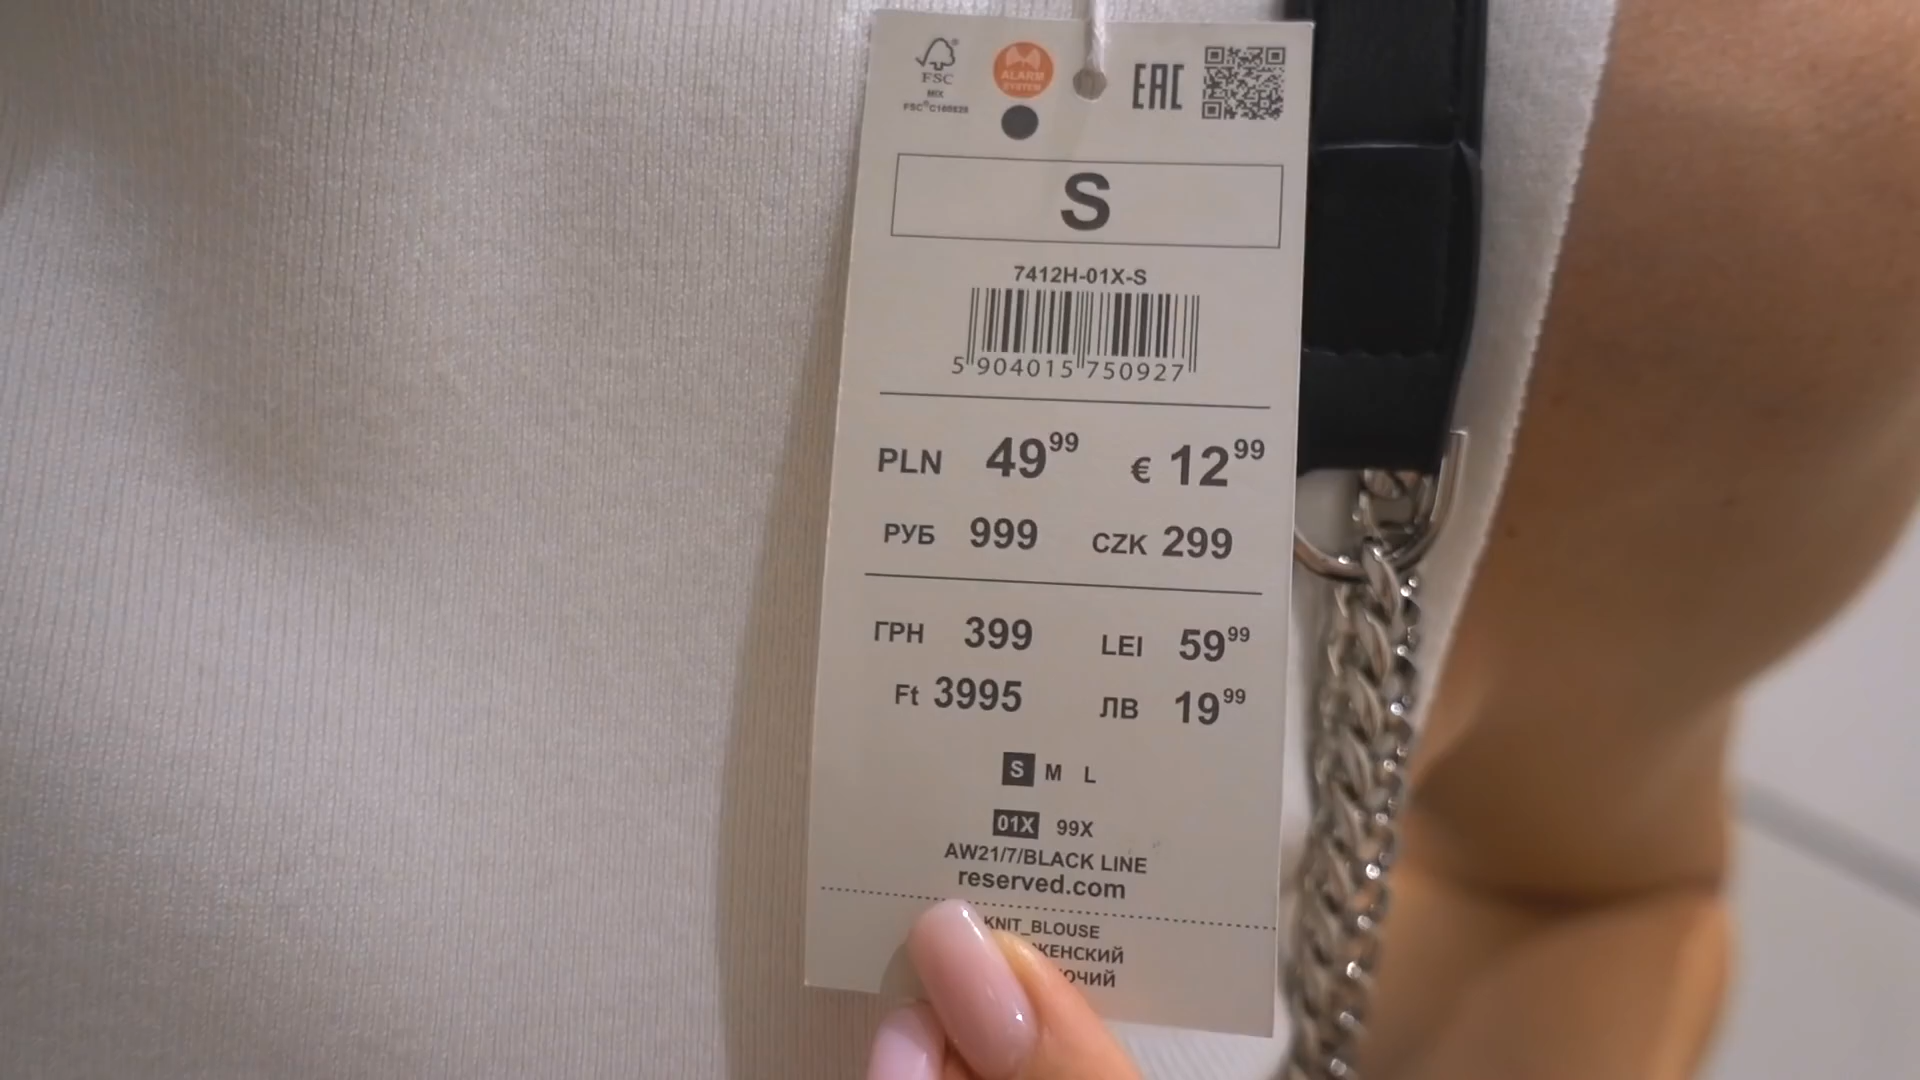 FSC
MIX
ALARM
SYSTEM
EAC
S
7412H-01X-S
5 904015 750927
PLN 49 99 € 12 99
РУБ 999 CZK 299
ГРН 399 LEI 59 99
Ft 3995 ЛВ 19 99
S M L
01X 99X
AW21/7/BLACK LINE
reserved.com
KNIT_BLOUSE
ЖЕНСКИЙ